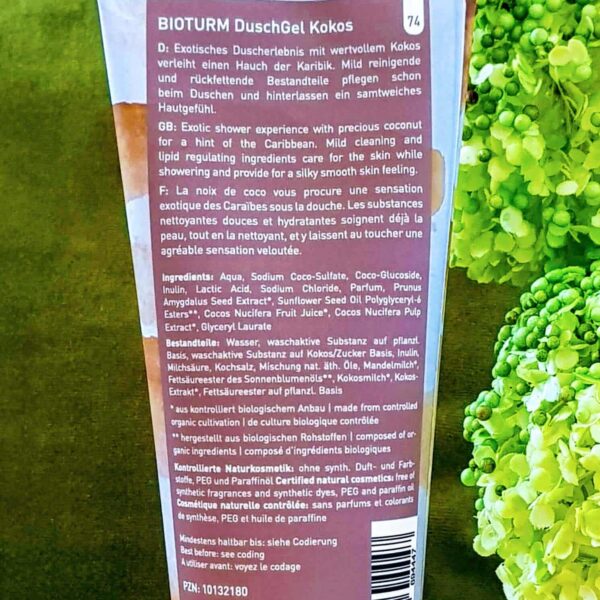 BIOTURM DuschGel Kokos
74
D: Exotisches Duscherlebnis mit wertvollem Kokos
verleiht einen Hauch der Karibik. Mild reinigende
und rückfettende Bestandteile pflegen schon
beim Duschen und hinterlassen ein samtweiches
Hautgefühl.
GB: Exotic shower experience with precious coconut
for a hint of the Caribbean. Mild cleaning and
lipid regulating ingredients care for the skin while
showering and provide for a silky smooth skin feeling.
F: La noix de coco vous procure une sensation
exotique des Caraïbes sous la douche. Les substances
nettoyantes douces et hydratantes soignent déjà la
peau, tout en la nettoyant, et y laissent au toucher une
agréable sensation veloutée.
Ingredients: Aqua, Sodium Coco-Sulfate, Coco-Glucoside,
Inulin, Lactic Acid, Sodium Chloride, Parfum, Prunus
Amygdalus Seed Extract*, Sunflower Seed Oil Polyglyceryl-6
Esters**, Cocos Nucifera Fruit Juice*, Cocos Nucifera Pulp
Extract*, Glyceryl Laurate
Bestandteile: Wasser, waschaktive Substanz auf pflanzl.
Basis, waschaktive Substanz auf Kokos/Zucker Basis, Inulin,
Milchsäure, Kochsalz, Mischung nat. äth. Öle, Mandelmilch*,
Fettsäureester des Sonnenblumenöls**, Kokosmilch*, Kokos-
Extrakt*, Fettsäureester auf pflanzl. Basis
* aus kontrolliert biologischem Anbau | made from controlled
organic cultivation | de culture biologique contrôlée
** hergestellt aus biologischen Rohstoffen | composed of or-
ganic ingredients | composé d'ingrédients biologiques
Kontrollierte Naturkosmetik: ohne synth. Duft- und Farb-
stoffe, PEG und Paraffinöl Certified natural cosmetics: free of
synthetic fragrances and synthetic dyes, PEG and paraffin oil
Cosmétique naturelle contrôlée: sans parfums et colorants
de synthèse, PEG et huile de paraffine
Mindestens haltbar bis: siehe Codierung
Best before: see coding
A utiliser avant: voyez le codage
PZN: 10132180
094447